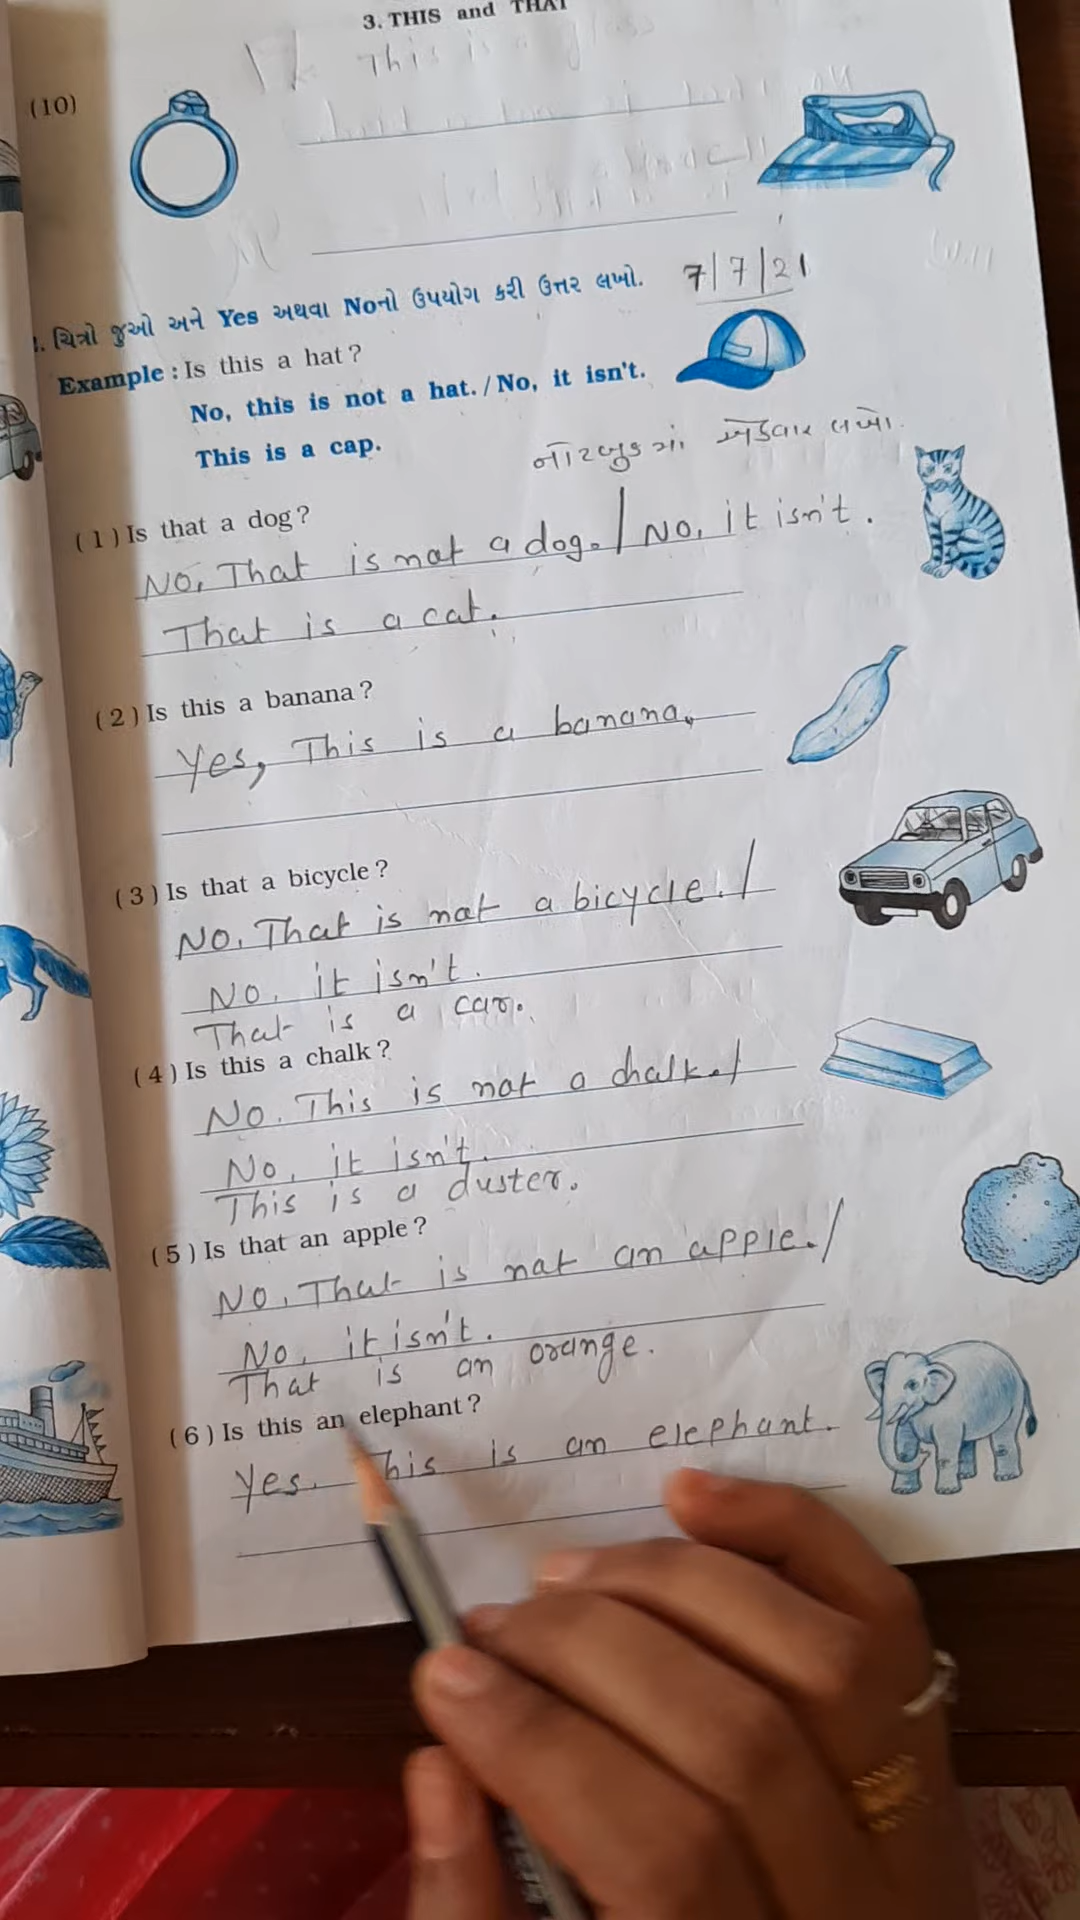 3. THIS and THAT
This is a glass
(10)
1. ચિત્રો જુઓ અને Yes અથવા Noનો ઉપયોગ કરી ઉત્તર લખો. 7/7/21
Example : Is this a hat?
No, this is not a hat. / No, it isn't.
This is a cap.
નોટબુકમાં એકવાર લખો.
(1) Is that a dog?
No, That is not a dog. / No, it isn't.
That is a cat.
(2) Is this a banana?
Yes, This is a banana.
(3) Is that a bicycle?
No, That is not a bicycle. /
No, it isn't.
That is a car.
(4) Is this a chalk?
No. This is not a chalk. /
No, it isn't.
This is a duster.
(5) Is that an apple?
No, That is not an apple. /
No, it isn't.
That is an orange.
(6) Is this an elephant?
Yes. This is an elephant.